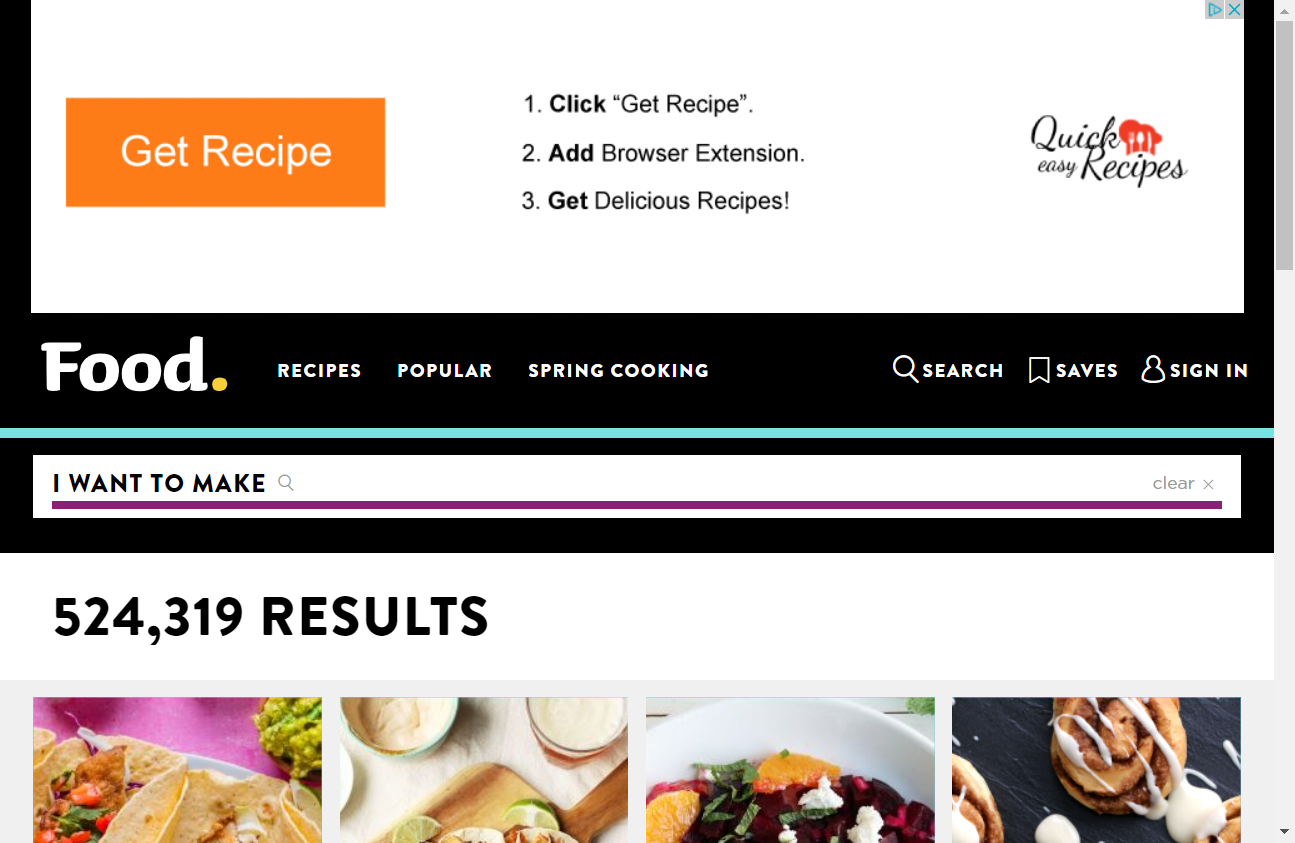 Get Recipe
1. Click “Get Recipe”.
2. Add Browser Extension.
3. Get Delicious Recipes!
Quick
easy Recipes
Food.
RECIPES
POPULAR
SPRING COOKING
SEARCH
SAVES
SIGN IN
I WANT TO MAKE
clear
524,319 RESULTS